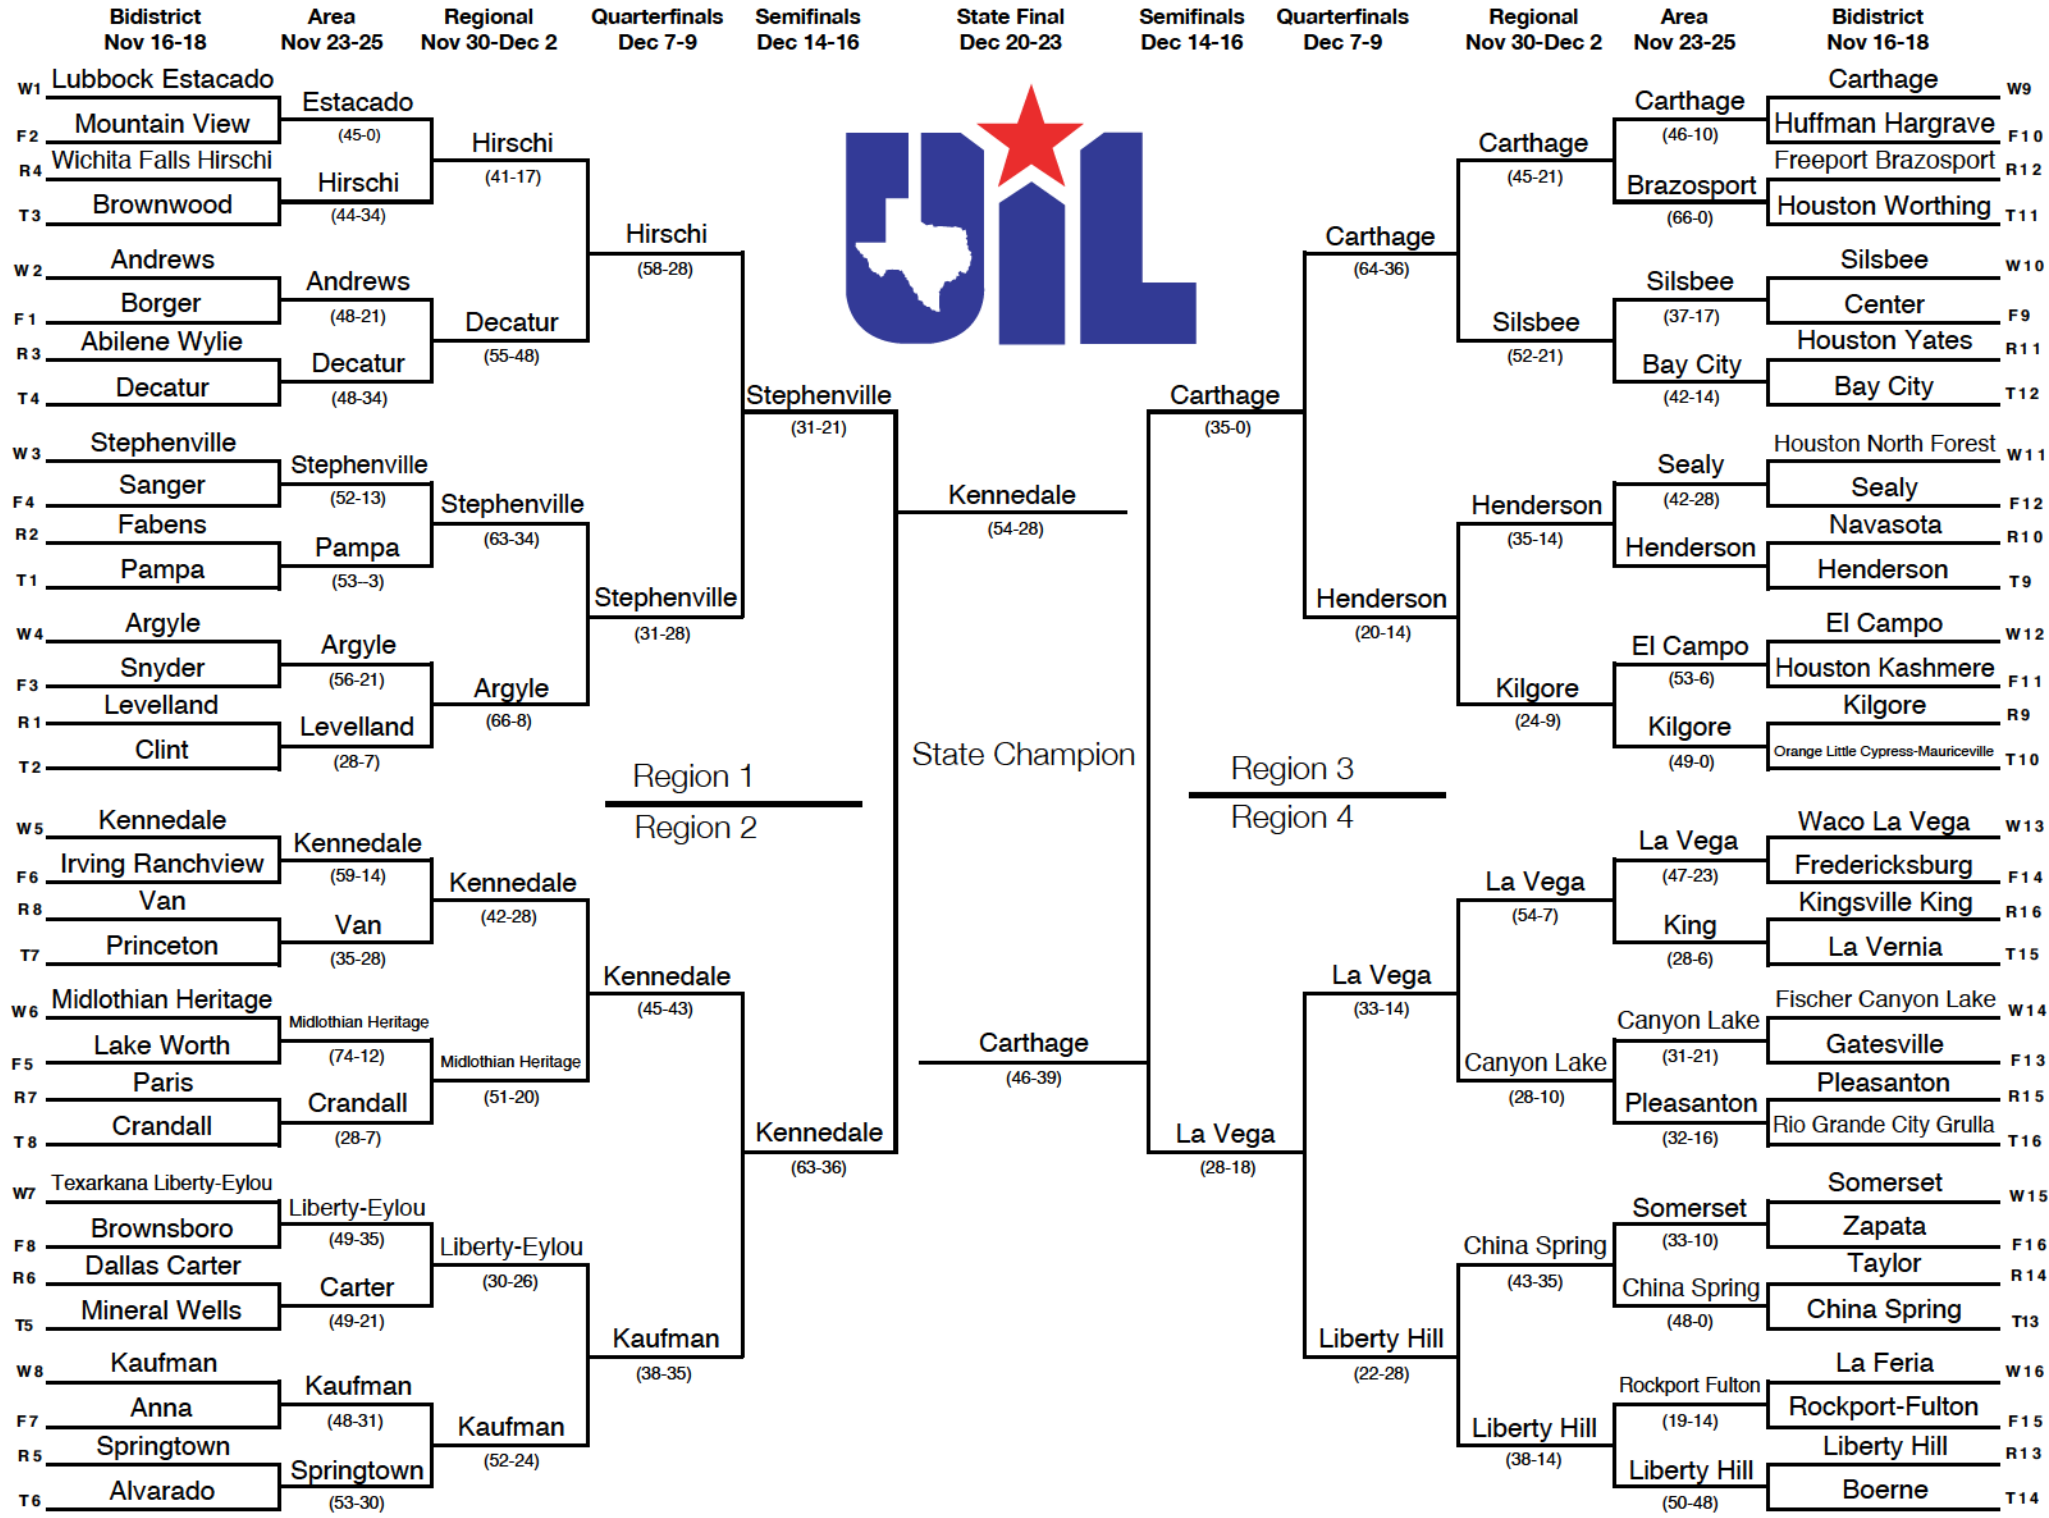 Bidistrict
Nov 16-18
Area
Nov 23-25
Regional
Nov 30-Dec 2
Quarterfinals
Dec 7-9
Semifinals
Dec 14-16
State Final
Dec 20-23
Semifinals
Dec 14-16
Quarterfinals
Dec 7-9
Regional
Nov 30-Dec 2
Area
Nov 23-25
Bidistrict
Nov 16-18
W1 Lubbock Estacado
F2 Mountain View
R4 Wichita Falls Hirschi
T3 Brownwood
W2 Andrews
F1 Borger
R3 Abilene Wylie
T4 Decatur
W3 Stephenville
F4 Sanger
R2 Fabens
T1 Pampa
W4 Argyle
F3 Snyder
R1 Levelland
T2 Clint
W5 Kennedale
F6 Irving Ranchview
R8 Van
T7 Princeton
W6 Midlothian Heritage
F5 Lake Worth
R7 Paris
T8 Crandall
W7 Texarkana Liberty-Eylou
F8 Brownsboro
R6 Dallas Carter
T5 Mineral Wells
W8 Kaufman
F7 Anna
R5 Springtown
T6 Alvarado
Estacado
(45-0)
Hirschi
(44-34)
Andrews
(48-21)
Decatur
(48-34)
Stephenville
(52-13)
Pampa
(53--3)
Argyle
(56-21)
Levelland
(28-7)
Kennedale
(59-14)
Van
(35-28)
Midlothian Heritage
(74-12)
Crandall
(28-7)
Liberty-Eylou
(49-35)
Carter
(49-21)
Kaufman
(48-31)
Springtown
(53-30)
Hirschi
(41-17)
Decatur
(55-48)
Stephenville
(63-34)
Argyle
(66-8)
Kennedale
(42-28)
Midlothian Heritage
(51-20)
Liberty-Eylou
(30-26)
Kaufman
(52-24)
Hirschi
(58-28)
Stephenville
(31-28)
Kennedale
(45-43)
Kaufman
(38-35)
Region 1
Region 2
Stephenville
(31-21)
Kennedale
(63-36)
UIL
Kennedale
(54-28)
State Champion
Carthage
(46-39)
Carthage
(35-0)
La Vega
(28-18)
Region 3
Region 4
Carthage
(64-36)
Henderson
(20-14)
La Vega
(33-14)
Liberty Hill
(22-28)
Carthage
(45-21)
Silsbee
(52-21)
Henderson
(35-14)
Kilgore
(24-9)
La Vega
(54-7)
Canyon Lake
(28-10)
China Spring
(43-35)
Liberty Hill
(38-14)
Carthage
(46-10)
Brazosport
(66-0)
Silsbee
(37-17)
Bay City
(42-14)
Sealy
(42-28)
Henderson
El Campo
(53-6)
Kilgore
(49-0)
La Vega
(47-23)
King
(28-6)
Canyon Lake
(31-21)
Pleasanton
(32-16)
Somerset
(33-10)
China Spring
(48-0)
Rockport Fulton
(19-14)
Liberty Hill
(50-48)
Carthage W9
Huffman Hargrave F10
Freeport Brazosport R12
Houston Worthing T11
Silsbee W10
Center F9
Houston Yates R11
Bay City T12
Houston North Forest W11
Sealy F12
Navasota R10
Henderson T9
El Campo W12
Houston Kashmere F11
Kilgore R9
Orange Little Cypress-Mauriceville T10
Waco La Vega W13
Fredericksburg F14
Kingsville King R16
La Vernia T15
Fischer Canyon Lake W14
Gatesville F13
Pleasanton R15
Rio Grande City Grulla T16
Somerset W15
Zapata F16
Taylor R14
China Spring T13
La Feria W16
Rockport-Fulton F15
Liberty Hill R13
Boerne T14